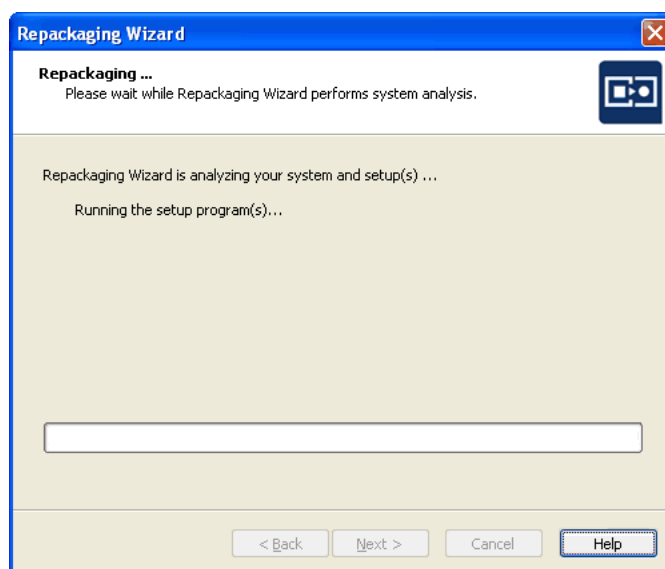 Repackaging Wizard
Repackaging ...
Please wait while Repackaging Wizard performs system analysis.
Repackaging Wizard is analyzing your system and setup(s) ...
Running the setup program(s)...
< Back
Next >
Cancel
Help